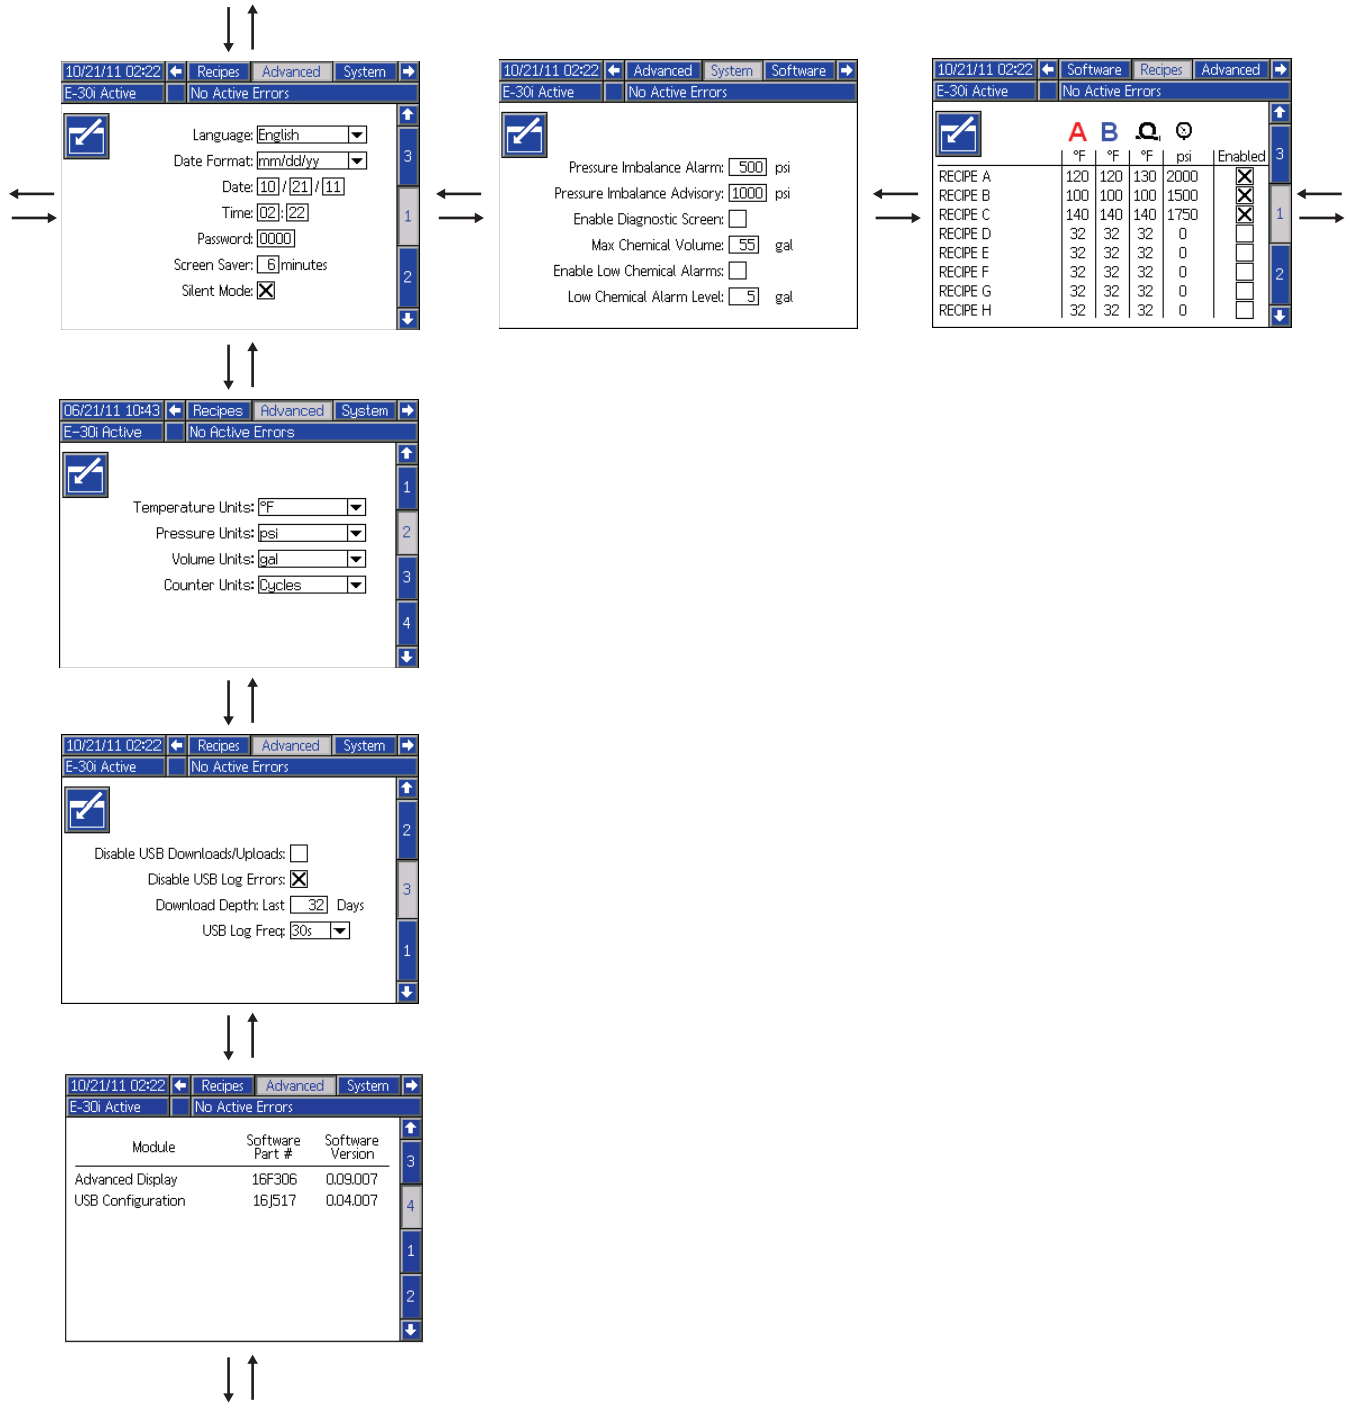 10/21/11 02:22 Recipes Advanced System
E-30i Active No Active Errors
Language: English
Date Format: mm/dd/yy
Date: 10 / 21 / 11
Time: 02 : 22
Password: 0000
Screen Saver: 6 minutes
Silent Mode: X
3
1
2
10/21/11 02:22 Advanced System Software
E-30i Active No Active Errors
Pressure Imbalance Alarm: 500 psi
Pressure Imbalance Advisory: 1000 psi
Enable Diagnostic Screen:
Max Chemical Volume: 55 gal
Enable Low Chemical Alarms:
Low Chemical Alarm Level: 5 gal
10/21/11 02:22 Software Recipes Advanced
E-30i Active No Active Errors
A B
°F °F °F psi Enabled
RECIPE A 120 120 130 2000 X
RECIPE B 100 100 100 1500 X
RECIPE C 140 140 140 1750 X
RECIPE D 32 32 32 0
RECIPE E 32 32 32 0
RECIPE F 32 32 32 0
RECIPE G 32 32 32 0
RECIPE H 32 32 32 0
3
1
2
06/21/11 10:43 Recipes Advanced System
E-30i Active No Active Errors
Temperature Units: °F
Pressure Units: psi
Volume Units: gal
Counter Units: Cycles
1
2
3
4
10/21/11 02:22 Recipes Advanced System
E-30i Active No Active Errors
Disable USB Downloads/Uploads:
Disable USB Log Errors: X
Download Depth: Last 32 Days
USB Log Freq: 30s
2
3
1
10/21/11 02:22 Recipes Advanced System
E-30i Active No Active Errors
Module Software Part # Software Version
Advanced Display 16F306 0.09.007
USB Configuration 16J517 0.04.007
3
4
1
2